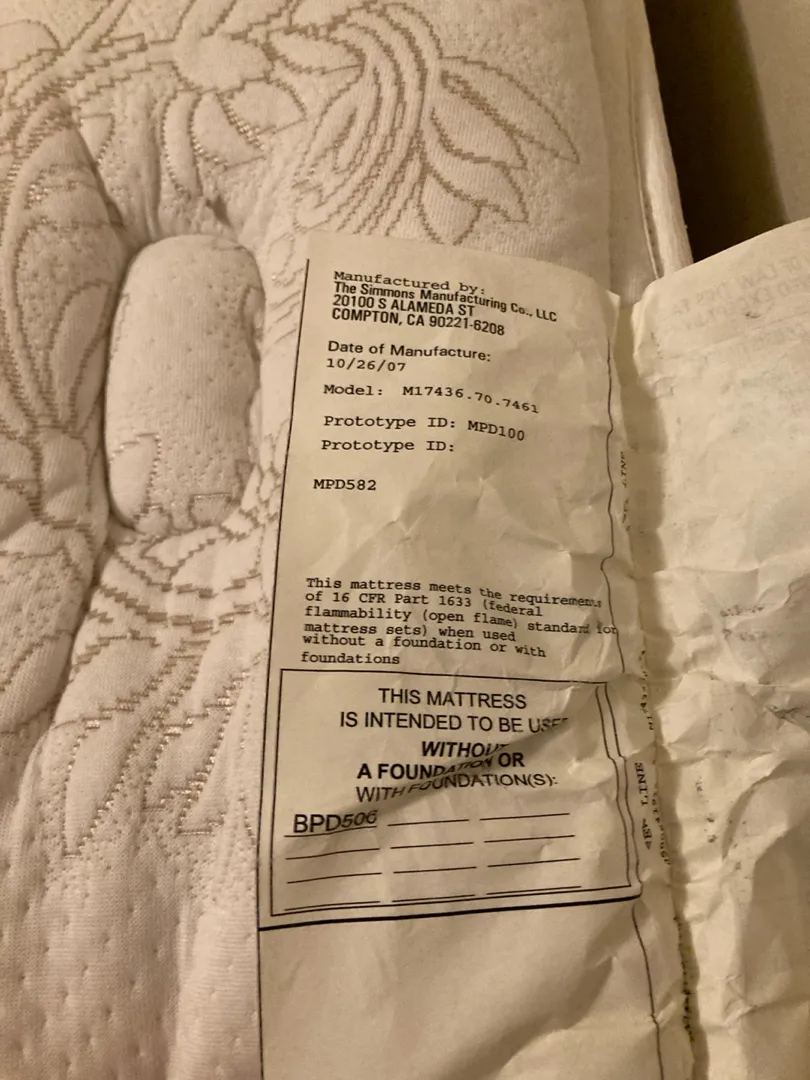 Manufactured by:
The Simmons Manufacturing Co., LLC
20100 S ALAMEDA ST
COMPTON, CA 90221-6208
Date of Manufacture:
10/26/07
Model: M17436.70.7461
Prototype ID: MPD100
Prototype ID:
MPD582
This mattress meets the requirements
of 16 CFR Part 1633 (federal
flammability (open flame) standard for
mattress sets) when used
without a foundation or with
foundations
THIS MATTRESS
IS INTENDED TO BE USE
WITHOUT
A FOUNDATION OR
WITH FOUNDATION(S):
BPD506
LINE